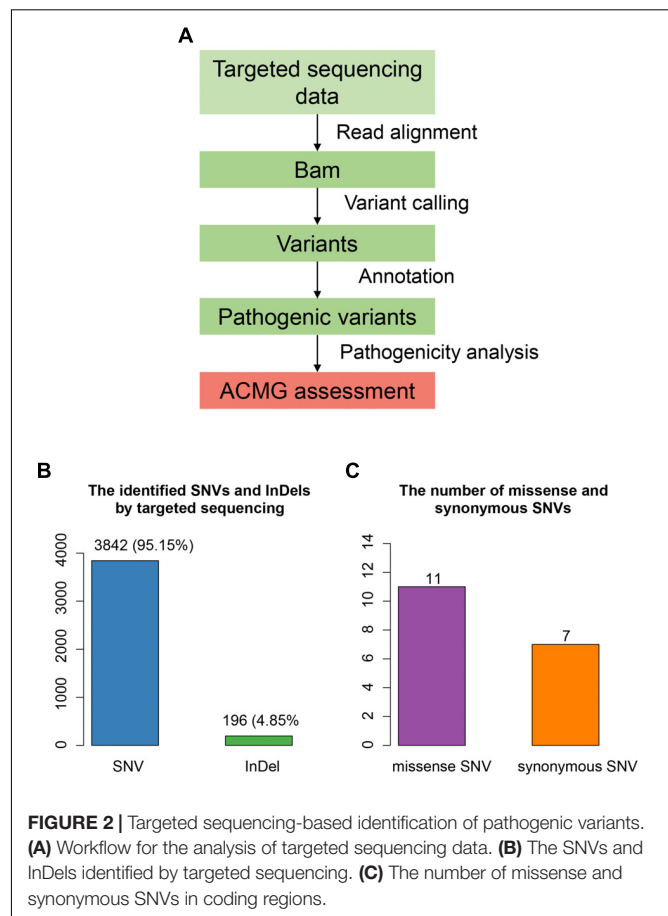 A
Targeted sequencing
data
Read alignment
Bam
Variant calling
Variants
Annotation
Pathogenic variants
Pathogenicity analysis
ACMG assessment
B
The identified SNVs and InDels
by targeted sequencing
4000
3000
2000
1000
0
3842 (95.15%)
196 (4.85%
SNV
InDel
C
The number of missense and
synonymous SNVs
14
12
10
8
6
4
2
0
11
7
missense SNV
synonymous SNV
FIGURE 2 | Targeted sequencing-based identification of pathogenic variants.
(A) Workflow for the analysis of targeted sequencing data. (B) The SNVs and
InDels identified by targeted sequencing. (C) The number of missense and
synonymous SNVs in coding regions.